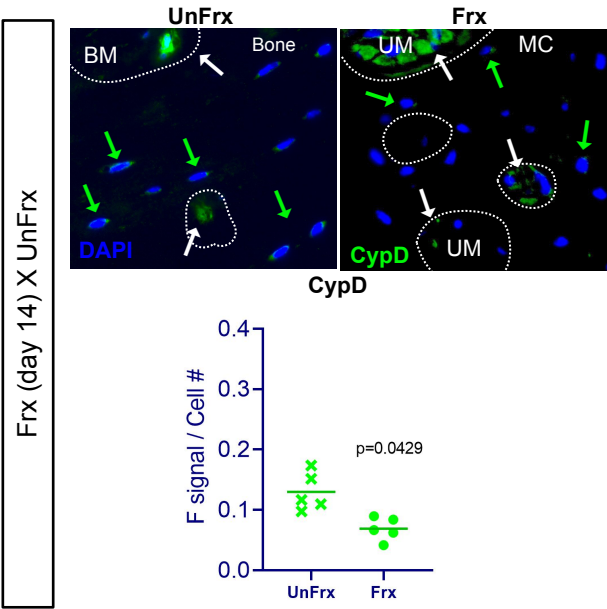 Frx (day 14) X UnFrx
UnFrx
Frx
BM
Bone
DAPI
UM
MC
UM
CypD
CypD
F signal / Cell #
0.4
0.3
0.2
0.1
0.0
p=0.0429
UnFrx
Frx